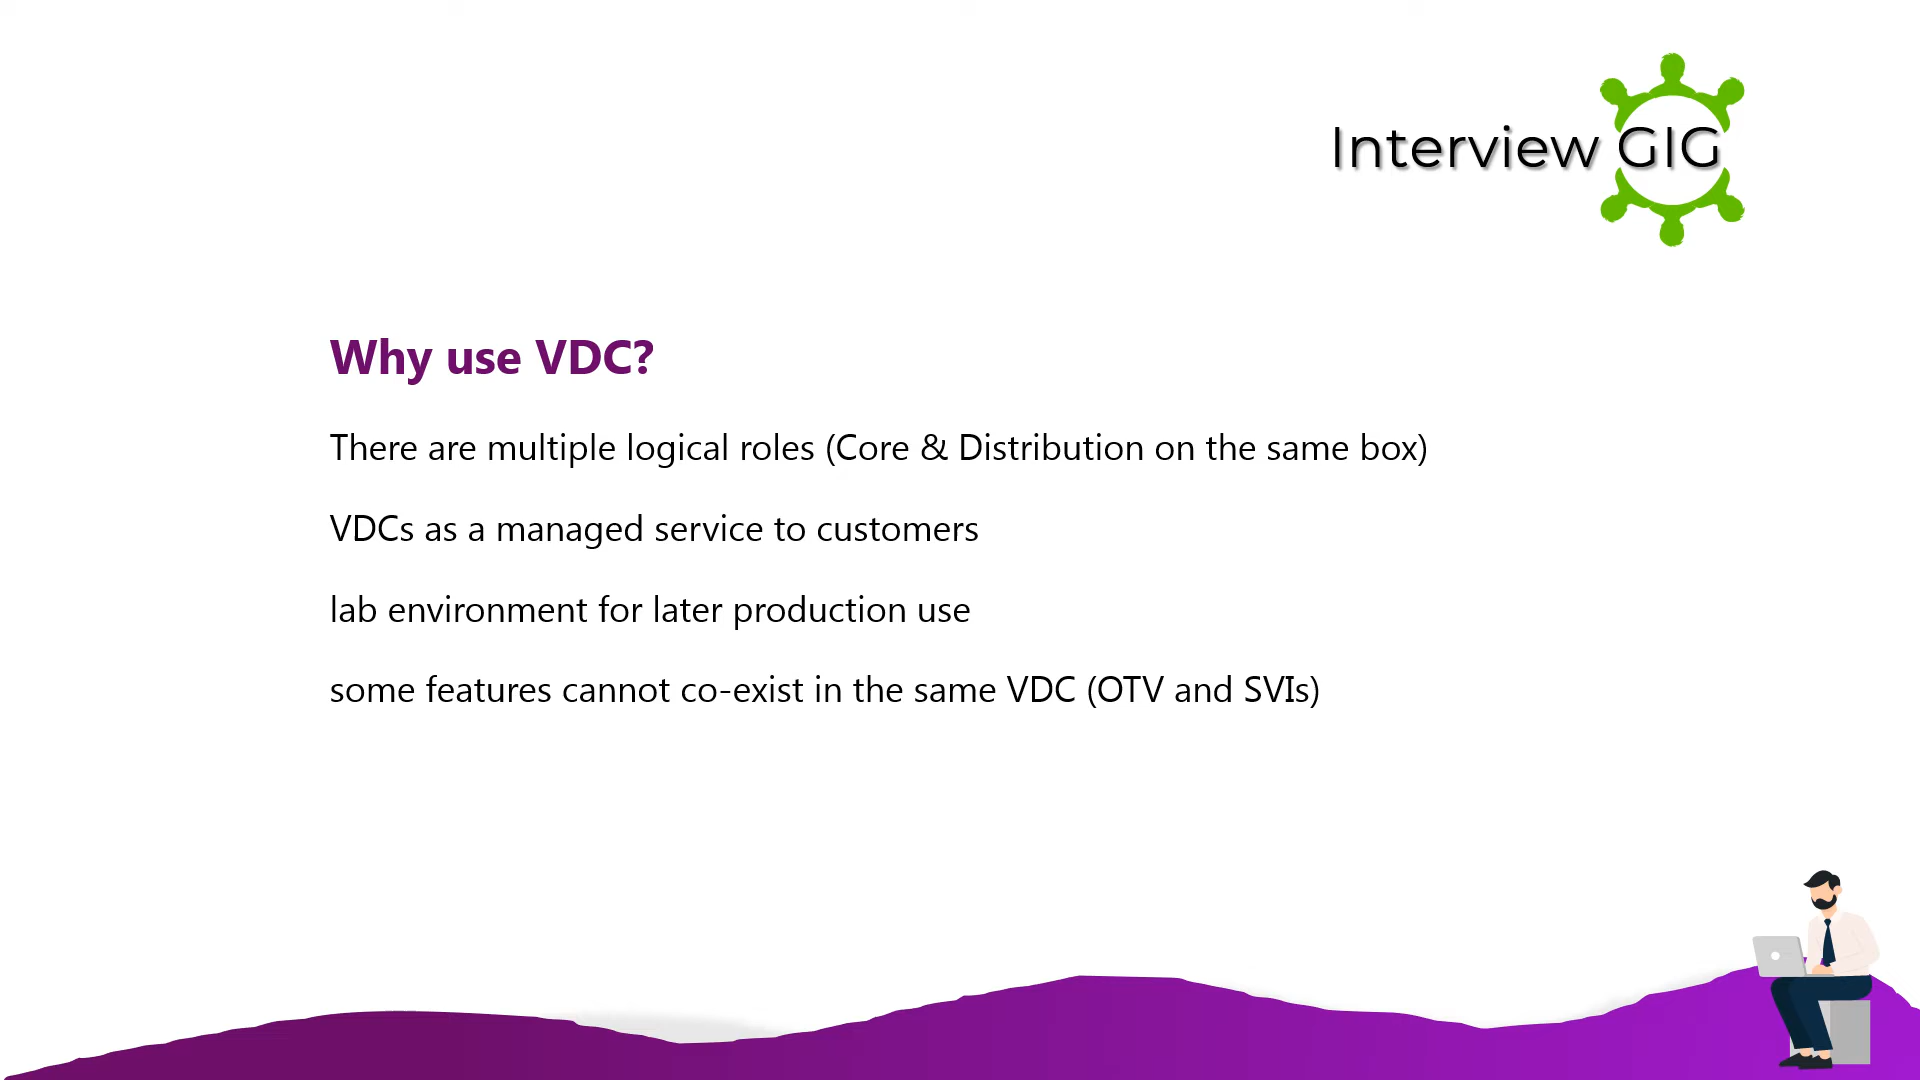 Interview GIG
Why use VDC?
There are multiple logical roles (Core & Distribution on the same box)
VDCs as a managed service to customers
lab environment for later production use
some features cannot co-exist in the same VDC (OTV and SVIs)